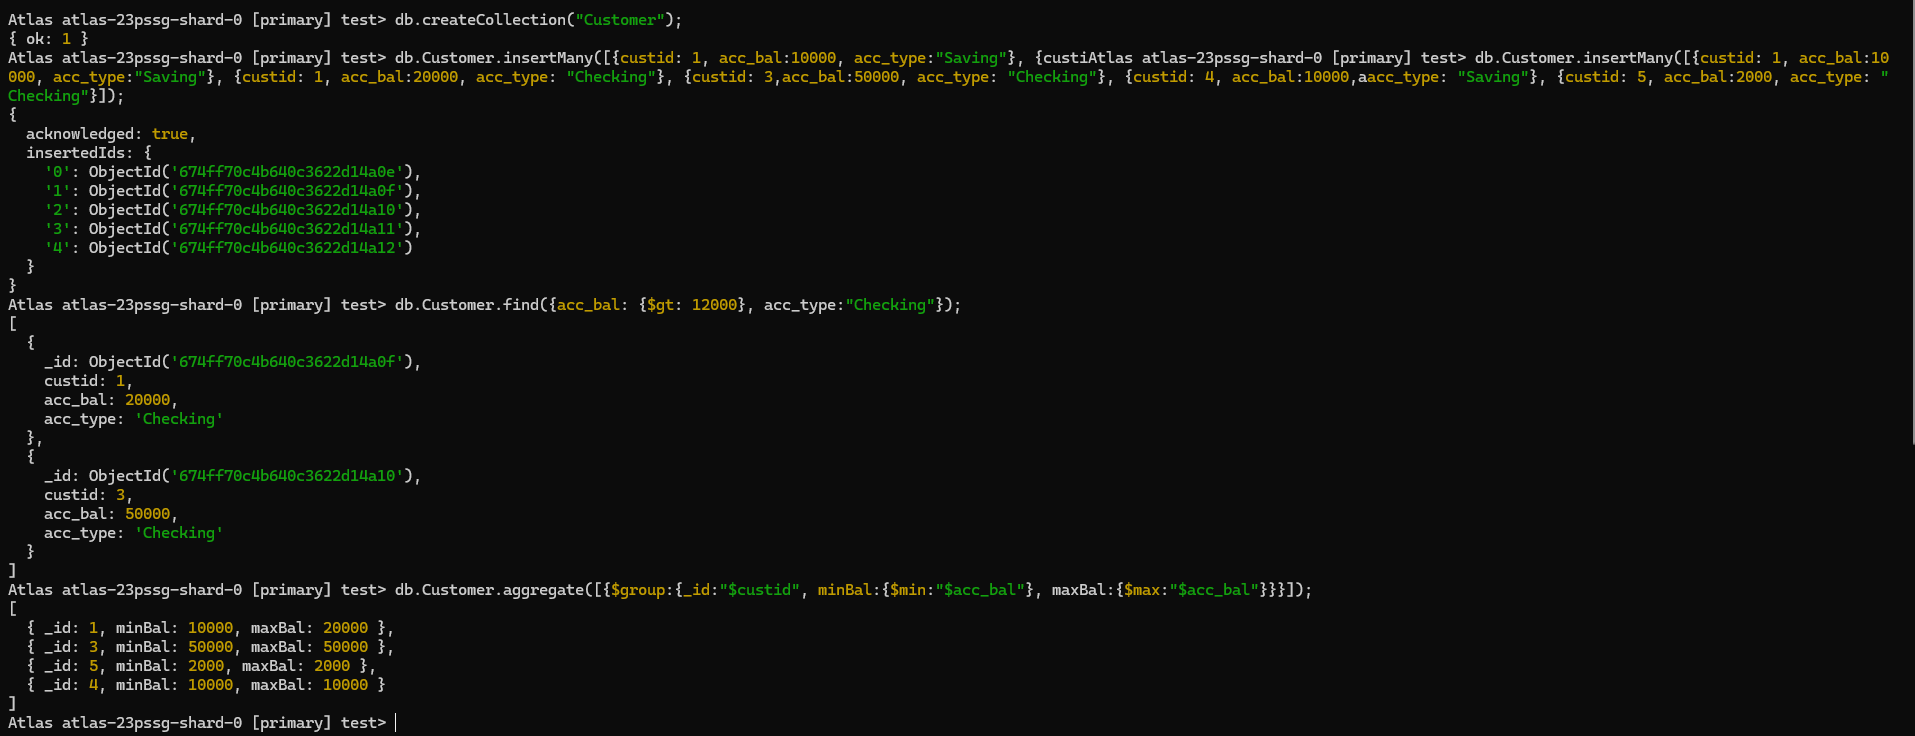 Atlas atlas-23pssg-shard-0 [primary] test> db.createCollection("Customer");
{ ok: 1 }
Atlas atlas-23pssg-shard-0 [primary] test> db.Customer.insertMany([{custid: 1, acc_bal:10000, acc_type:"Saving"}, {custiAtlas atlas-23pssg-shard-0 [primary] test> db.Customer.insertMany([{custid: 1, acc_bal:10
000, acc_type:"Saving"}, {custid: 1, acc_bal:20000, acc_type: "Checking"}, {custid: 3,acc_bal:50000, acc_type: "Checking"}, {custid: 4, acc_bal:10000,aacc_type: "Saving"}, {custid: 5, acc_bal:2000, acc_type: "
Checking"}]);
{
  acknowledged: true,
  insertedIds: {
    '0': ObjectId('674ff70c4b640c3622d14a0e'),
    '1': ObjectId('674ff70c4b640c3622d14a0f'),
    '2': ObjectId('674ff70c4b640c3622d14a10'),
    '3': ObjectId('674ff70c4b640c3622d14a11'),
    '4': ObjectId('674ff70c4b640c3622d14a12')
  }
}
Atlas atlas-23pssg-shard-0 [primary] test> db.Customer.find({acc_bal: {$gt: 12000}, acc_type:"Checking"});
[
  {
    _id: ObjectId('674ff70c4b640c3622d14a0f'),
    custid: 1,
    acc_bal: 20000,
    acc_type: 'Checking'
  },
  {
    _id: ObjectId('674ff70c4b640c3622d14a10'),
    custid: 3,
    acc_bal: 50000,
    acc_type: 'Checking'
  }
]
Atlas atlas-23pssg-shard-0 [primary] test> db.Customer.aggregate([{$group:{_id:"$custid", minBal:{$min:"$acc_bal"}, maxBal:{$max:"$acc_bal"}}}]);
[
  { _id: 1, minBal: 10000, maxBal: 20000 },
  { _id: 3, minBal: 50000, maxBal: 50000 },
  { _id: 5, minBal: 2000, maxBal: 2000 },
  { _id: 4, minBal: 10000, maxBal: 10000 }
]
Atlas atlas-23pssg-shard-0 [primary] test>